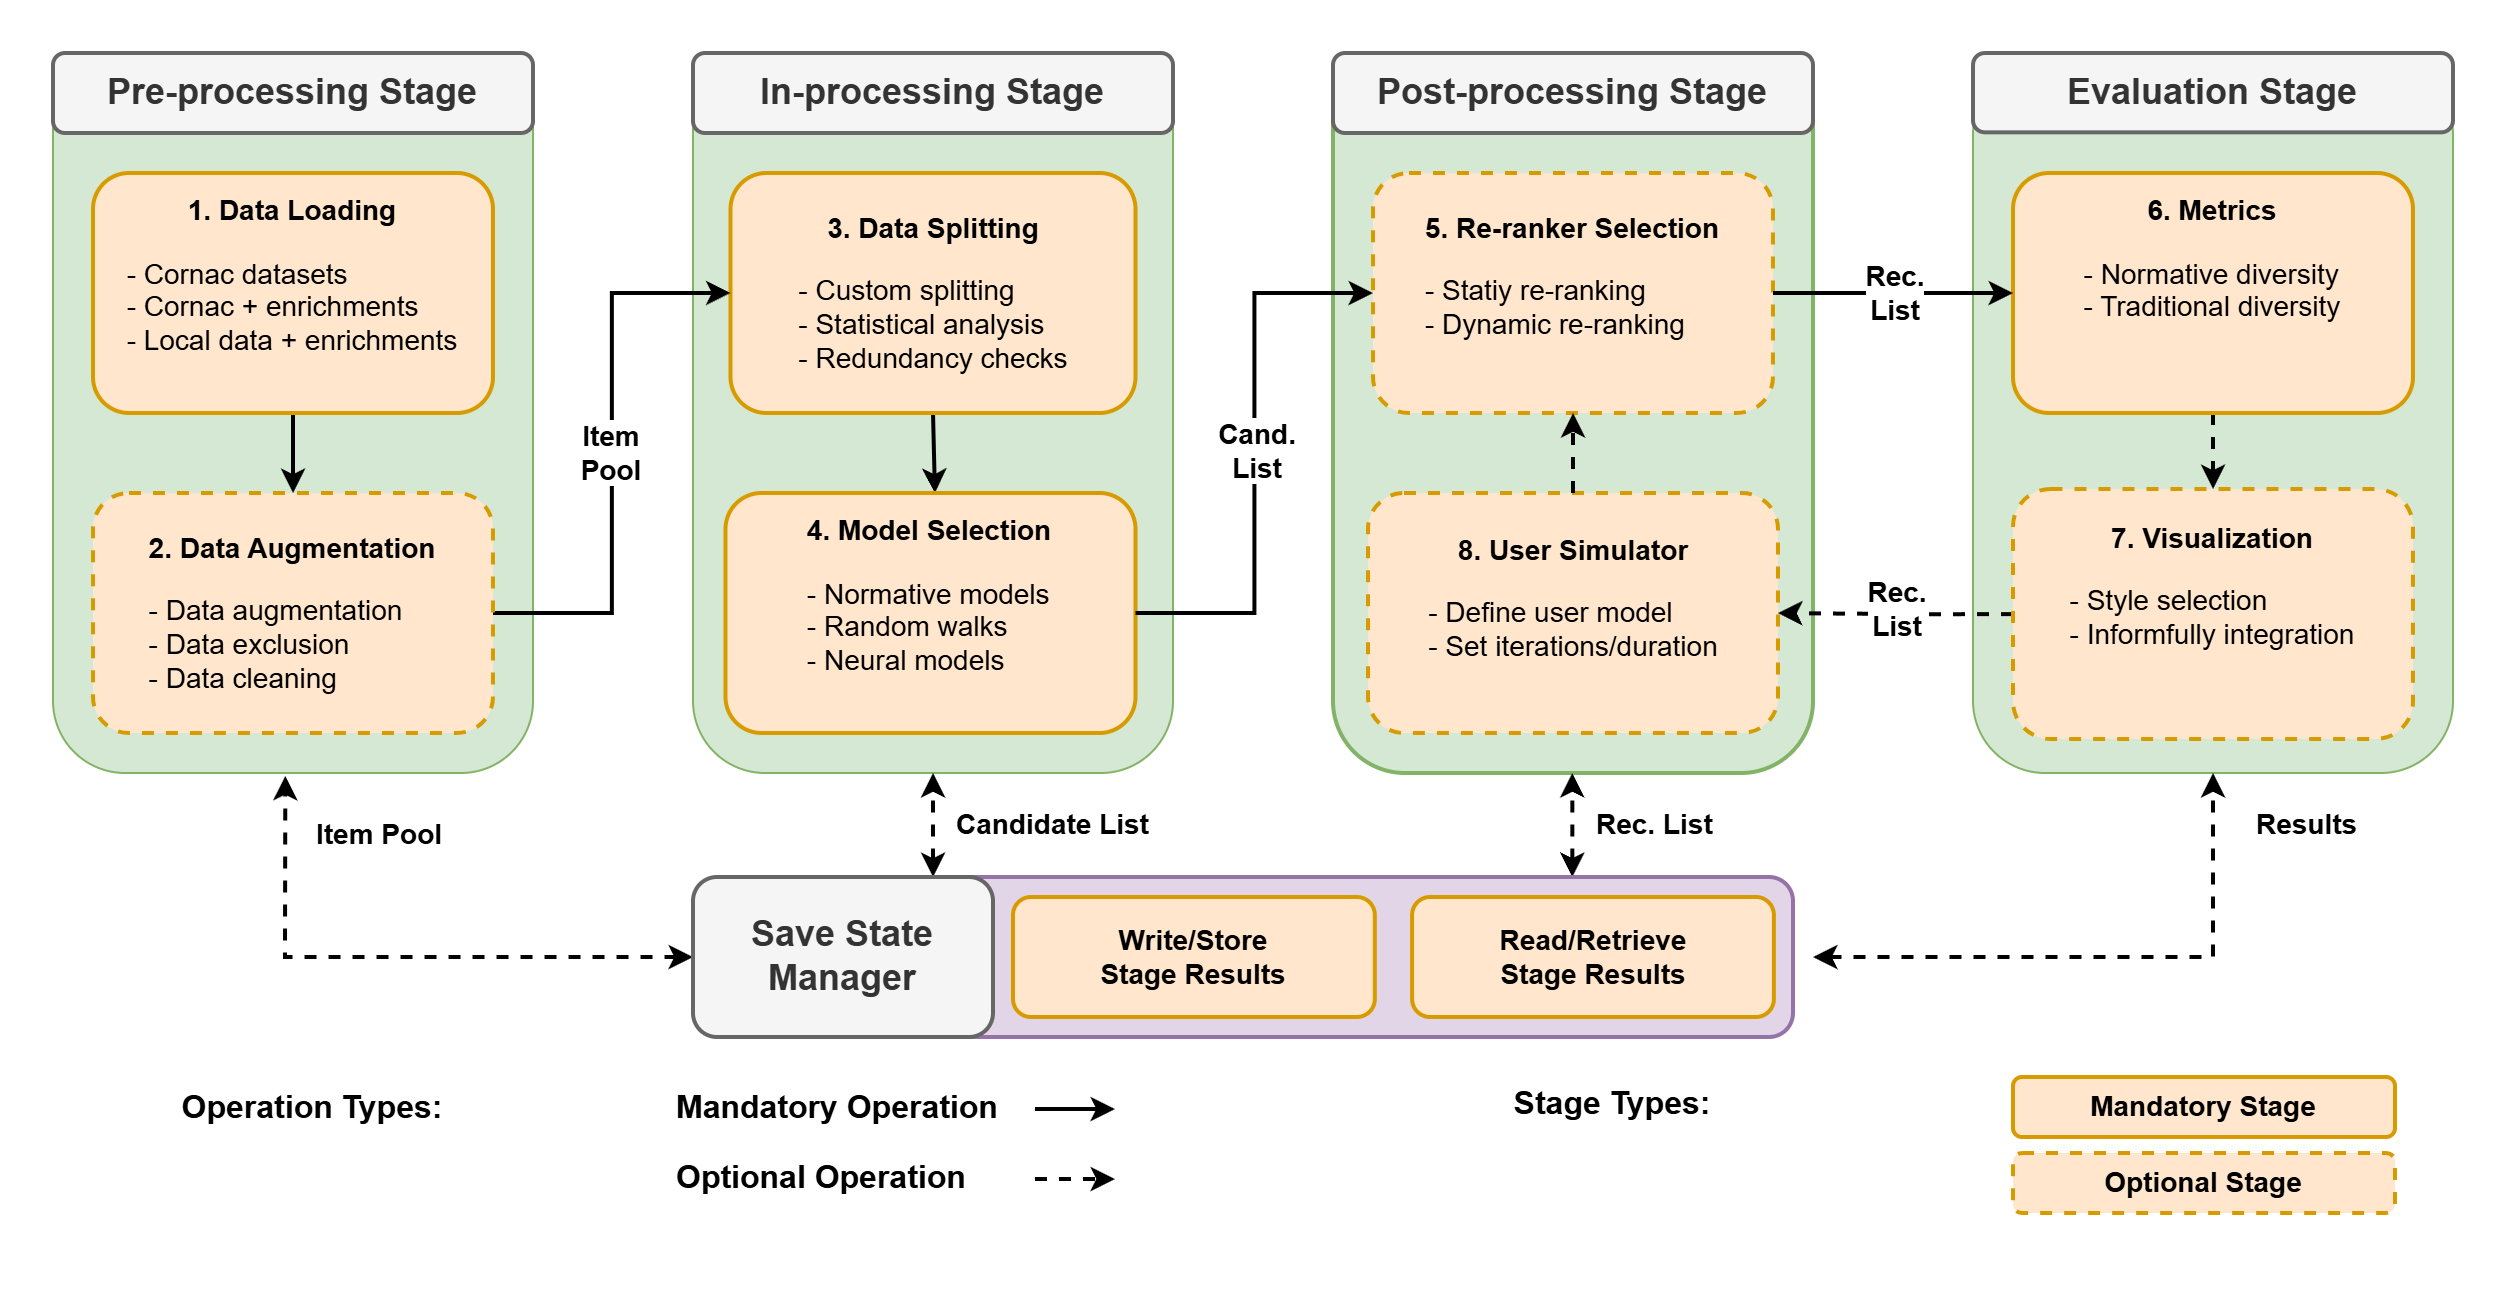 Pre-processing Stage
1. Data Loading
- Cornac datasets
- Cornac + enrichments
- Local data + enrichments
2. Data Augmentation
- Data augmentation
- Data exclusion
- Data cleaning
Item
Pool
In-processing Stage
3. Data Splitting
- Custom splitting
- Statistical analysis
- Redundancy checks
4. Model Selection
- Normative models
- Random walks
- Neural models
Cand.
List
Post-processing Stage
5. Re-ranker Selection
- Statiy re-ranking
- Dynamic re-ranking
8. User Simulator
- Define user model
- Set iterations/duration
Rec.
List
Rec.
List
Evaluation Stage
6. Metrics
- Normative diversity
- Traditional diversity
7. Visualization
- Style selection
- Informfully integration
Item Pool
Candidate List
Rec. List
Results
Save State
Manager
Write/Store
Stage Results
Read/Retrieve
Stage Results
Operation Types:
Mandatory Operation
Optional Operation
Stage Types:
Mandatory Stage
Optional Stage